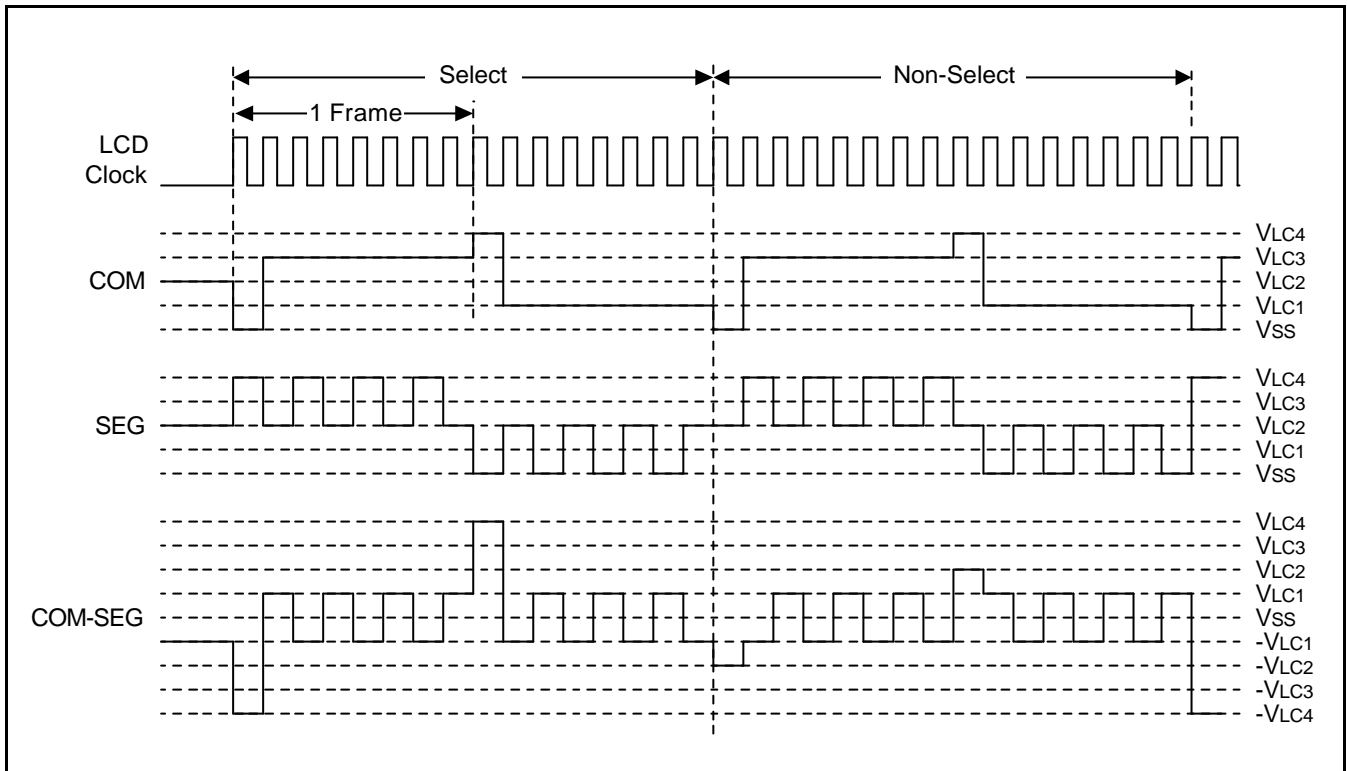 Select
Non-Select
1 Frame
LCD
Clock
VLC4
VLC3
COM
VLC2
VLC1
VSS
VLC4
VLC3
SEG
VLC2
VLC1
VSS
VLC4
VLC3
VLC2
VLC1
COM-SEG
VSS
-VLC1
-VLC2
-VLC3
-VLC4